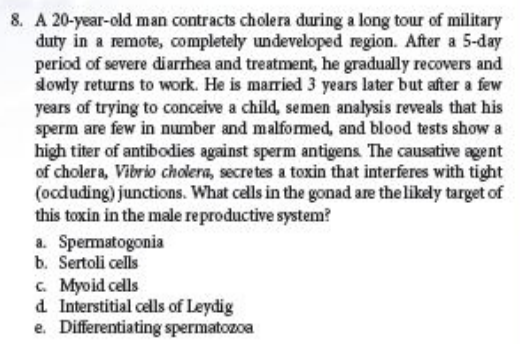 8. A 20-year-old man contracts cholera during a long tour of military
duty in a remote, completely undeveloped region. After a 5-day
period of severe diarrhea and treatment, he gradually recovers and
slowly returns to work. He is married 3 years later but after a few
years of trying to conceive a child, semen analysis reveals that his
sperm are few in number and malformed, and blood tests show a
high titer of antibodies against sperm antigens. The causative agent
of cholera, Vibrio cholera, secretes a toxin that interferes with tight
(occluding) junctions. What cells in the gonad are the likely target of
this toxin in the male reproductive system?
a. Spermatogonia
b. Sertoli cells
c. Myoid cells
d. Interstitial cells of Leydig
e. Differentiating spermatozoa